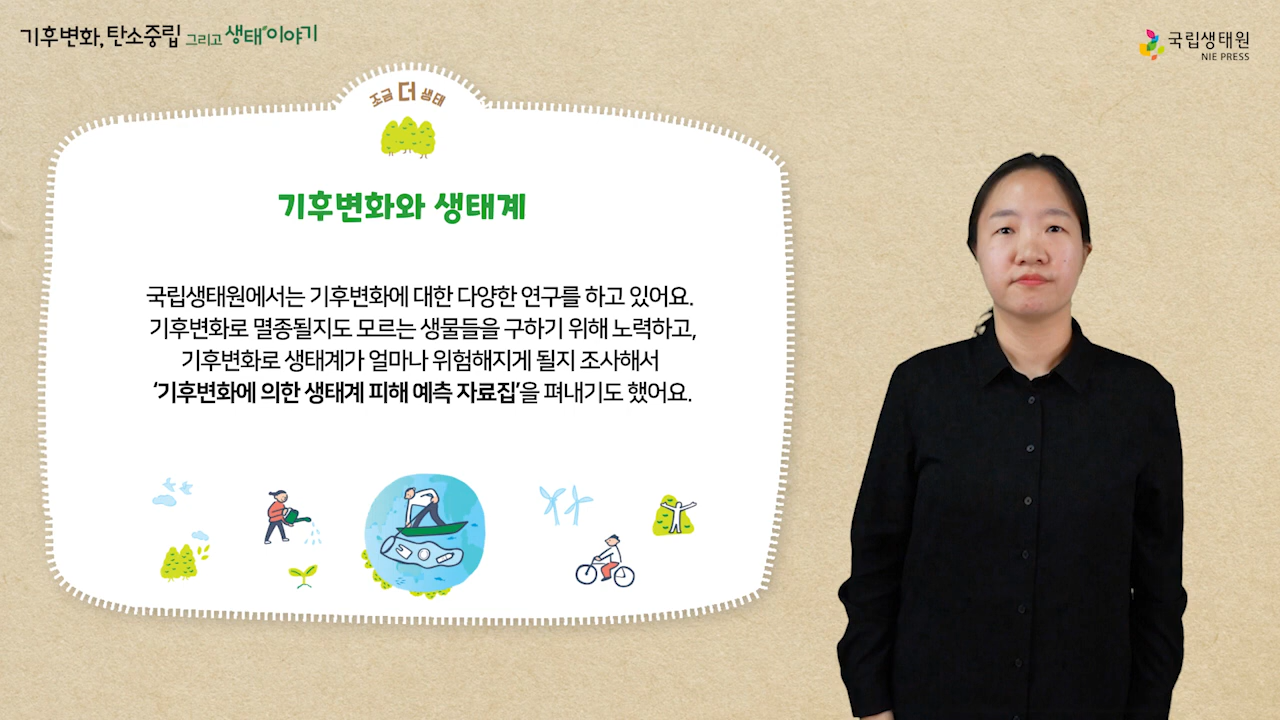 기후변화, 탄소중립 그리고 생태이야기
국립생태원
NIE PRESS
조금 더 생태
기후변화와 생태계
국립생태원에서는 기후변화에 대한 다양한 연구를 하고 있어요.
기후변화로 멸종될지도 모르는 생물들을 구하기 위해 노력하고,
기후변화로 생태계가 얼마나 위험해지게 될지 조사해서
‘기후변화에 의한 생태계 피해 예측 자료집’을 펴내기도 했어요.